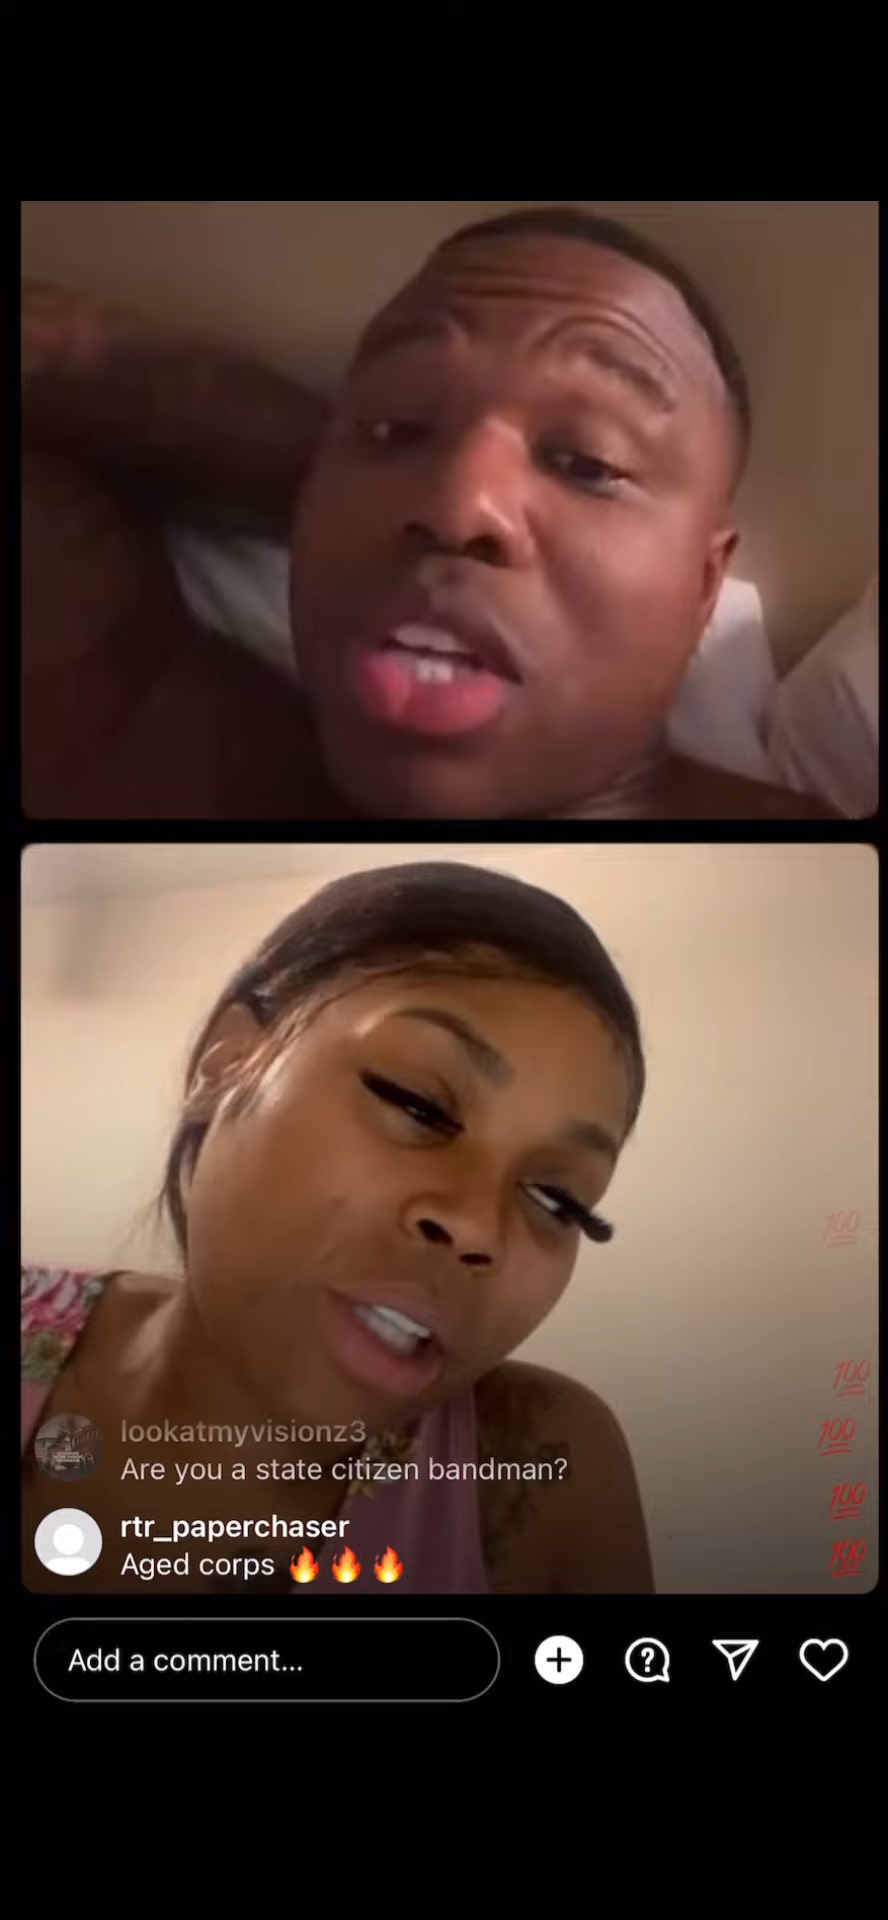 lookatmyvisionz3
Are you a state citizen bandman?
rtr_paperchaser
Aged corps 🔥🔥🔥
Add a comment...
💯
💯
💯
💯
💯